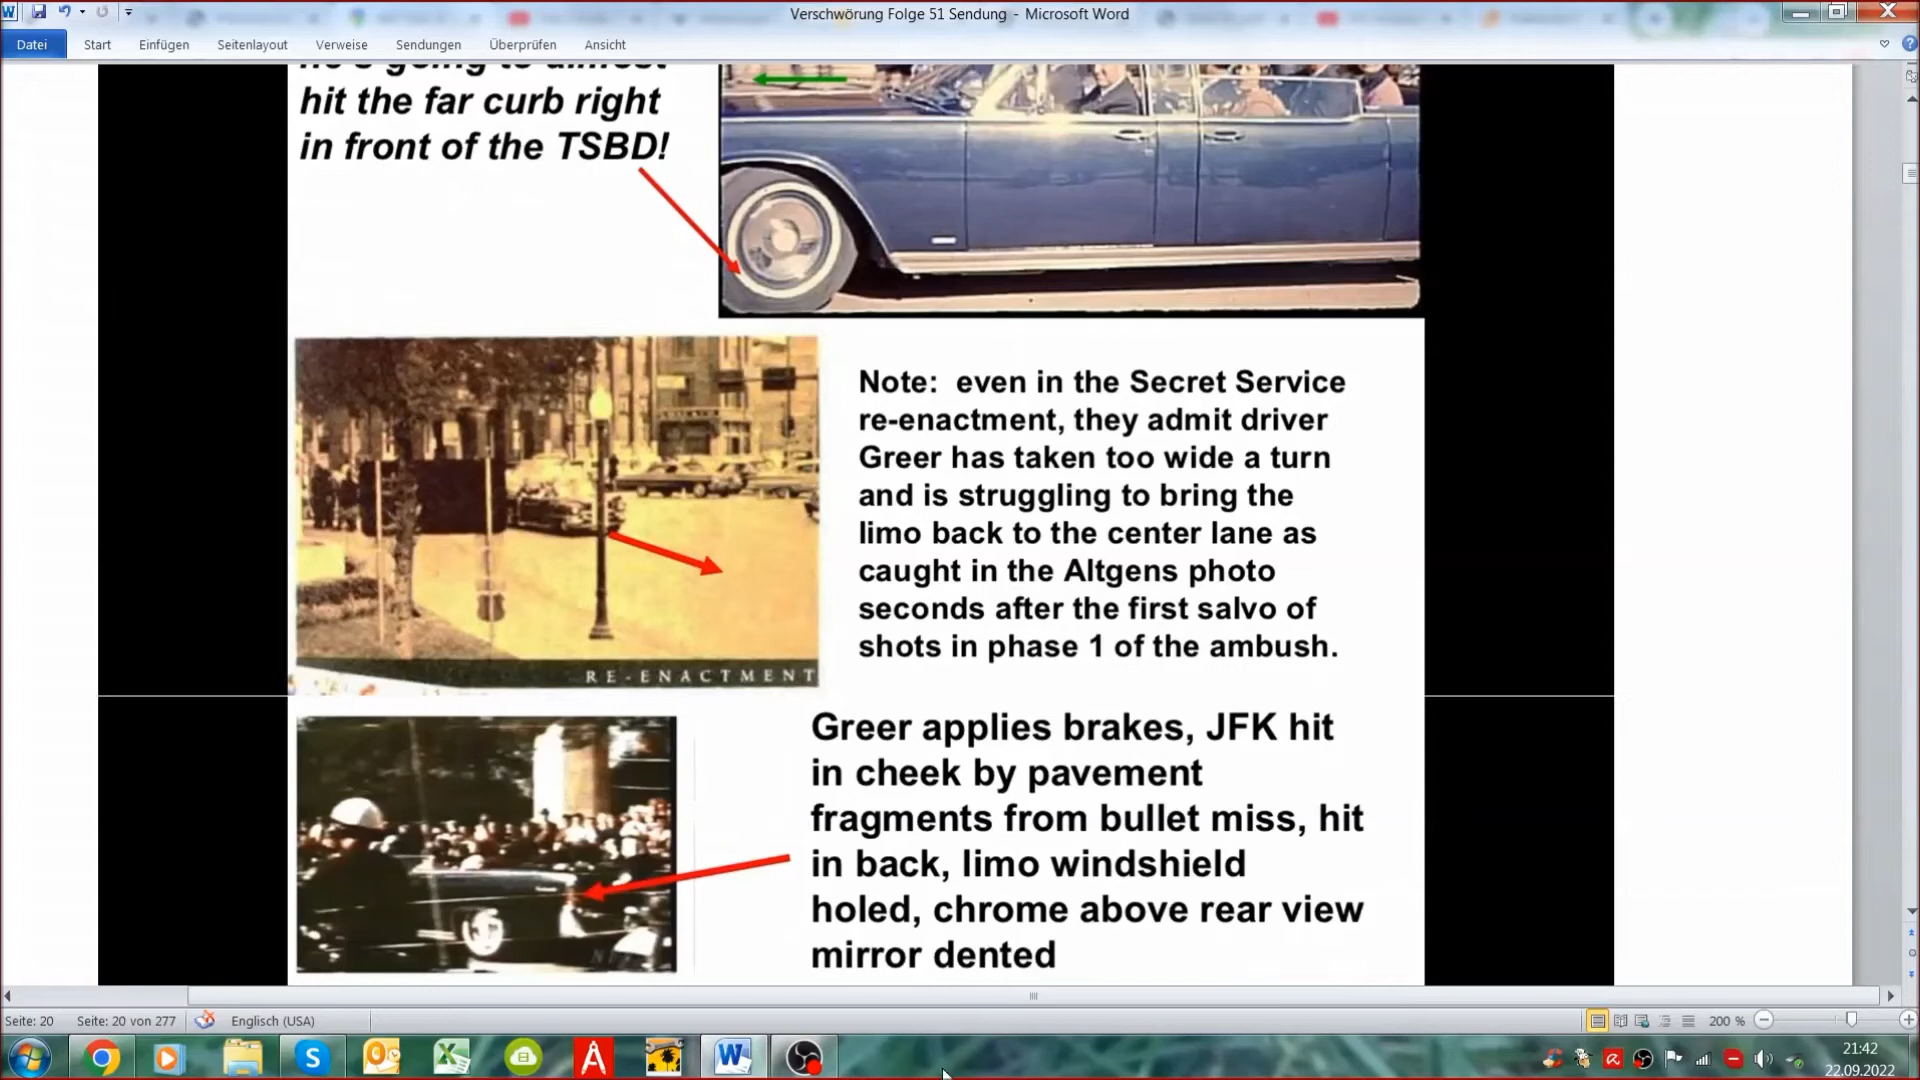 Verschwörung Folge 51 Sendung - Microsoft Word
Datei Start Einfügen Seitenlayout Verweise Sendungen Überprüfen Ansicht
he's going to almost
hit the far curb right
in front of the TSBD!
Note: even in the Secret Service
re-enactment, they admit driver
Greer has taken too wide a turn
and is struggling to bring the
limo back to the center lane as
caught in the Altgens photo
seconds after the first salvo of
shots in phase 1 of the ambush.
RE-ENACTMENT
Greer applies brakes, JFK hit
in cheek by pavement
fragments from bullet miss, hit
in back, limo windshield
holed, chrome above rear view
mirror dented
Seite: 20 Seite: 20 von 277 Englisch (USA) 200 %
21:42
22.09.2022